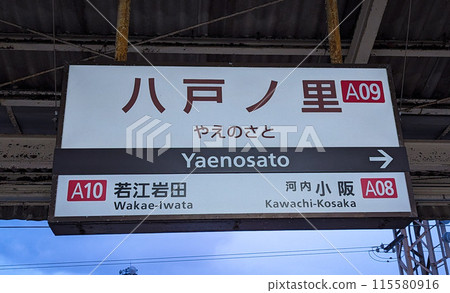 八戸ノ里 A09
やえのさと
Yaenosato →
A10 若江岩田 河内小阪 A08
Wakae-iwata Kawachi-Kosaka
PIXTA
pixta.jp - 115580916